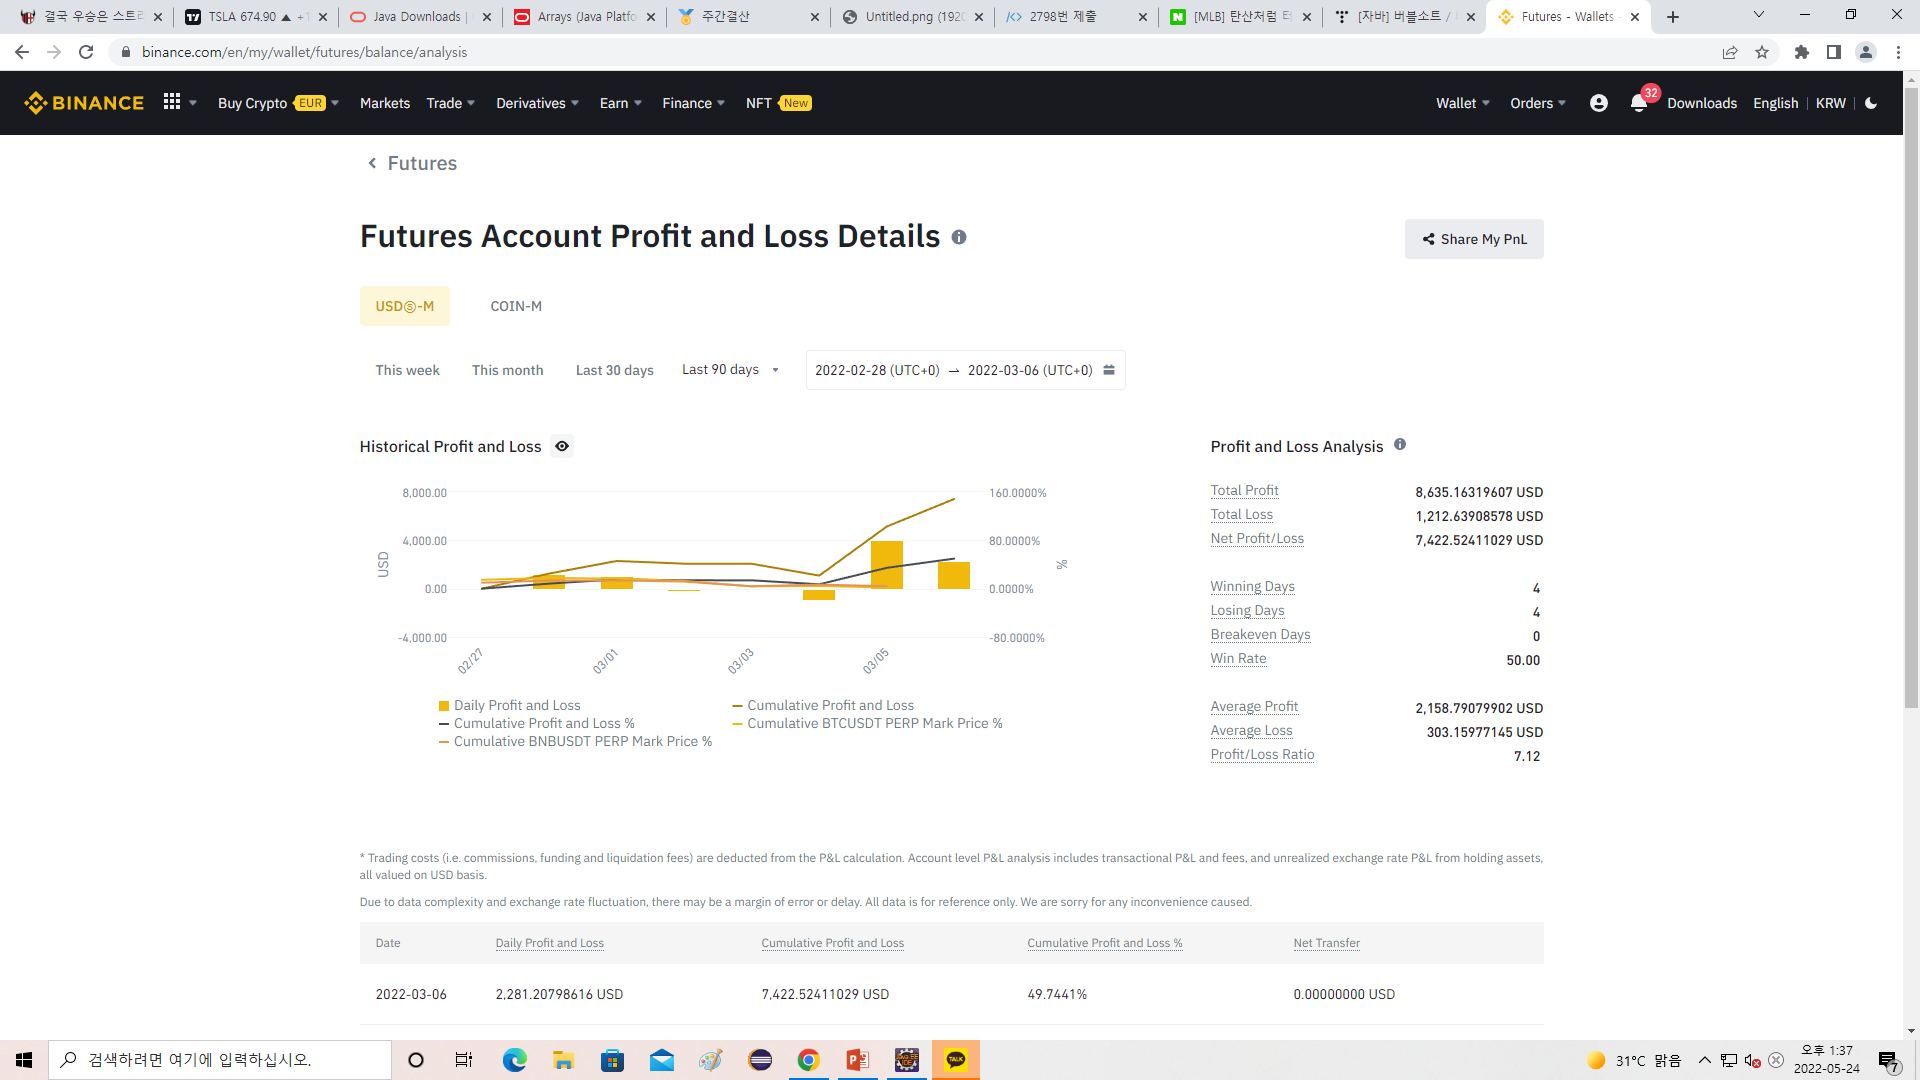 결국 우승은 스트리
TSLA 674.90 ▲ +1
Java Downloads |
Arrays (Java Platfo
주간결산
Untitled.png (1920
2798번 제출
[MLB] 탄산처럼 터
[자바] 버블소트 /
Futures - Wallets
binance.com/en/my/wallet/futures/balance/analysis
BINANCE
Buy Crypto EUR
Markets
Trade
Derivatives
Earn
Finance
NFT New
Wallet
Orders
32
Downloads
English
KRW
Futures
Futures Account Profit and Loss Details
Share My PnL
USDⓈ-M
COIN-M
This week
This month
Last 30 days
Last 90 days
2022-02-28 (UTC+0) → 2022-03-06 (UTC+0)
Historical Profit and Loss
8,000.00
4,000.00
0.00
-4,000.00
USD
160.0000%
80.0000%
0.0000%
-80.0000%
%
02/27
03/01
03/03
03/05
Daily Profit and Loss
Cumulative Profit and Loss
Cumulative Profit and Loss %
Cumulative BTCUSDT PERP Mark Price %
Cumulative BNBUSDT PERP Mark Price %
Profit and Loss Analysis
Total Profit 8,635.16319607 USD
Total Loss 1,212.63908578 USD
Net Profit/Loss 7,422.52411029 USD
Winning Days 4
Losing Days 4
Breakeven Days 0
Win Rate 50.00
Average Profit 2,158.79079902 USD
Average Loss 303.15977145 USD
Profit/Loss Ratio 7.12
* Trading costs (i.e. commissions, funding and liquidation fees) are deducted from the P&L calculation. Account level P&L analysis includes transactional P&L and fees, and unrealized exchange rate P&L from holding assets,
all valued on USD basis.
Due to data complexity and exchange rate fluctuation, there may be a margin of error or delay. All data is for reference only. We are sorry for any inconvenience caused.
Date Daily Profit and Loss Cumulative Profit and Loss Cumulative Profit and Loss % Net Transfer
2022-03-06 2,281.20798616 USD 7,422.52411029 USD 49.7441% 0.00000000 USD
검색하려면 여기에 입력하십시오.
TALK
31°C 맑음
오후 1:37
2022-05-24
7